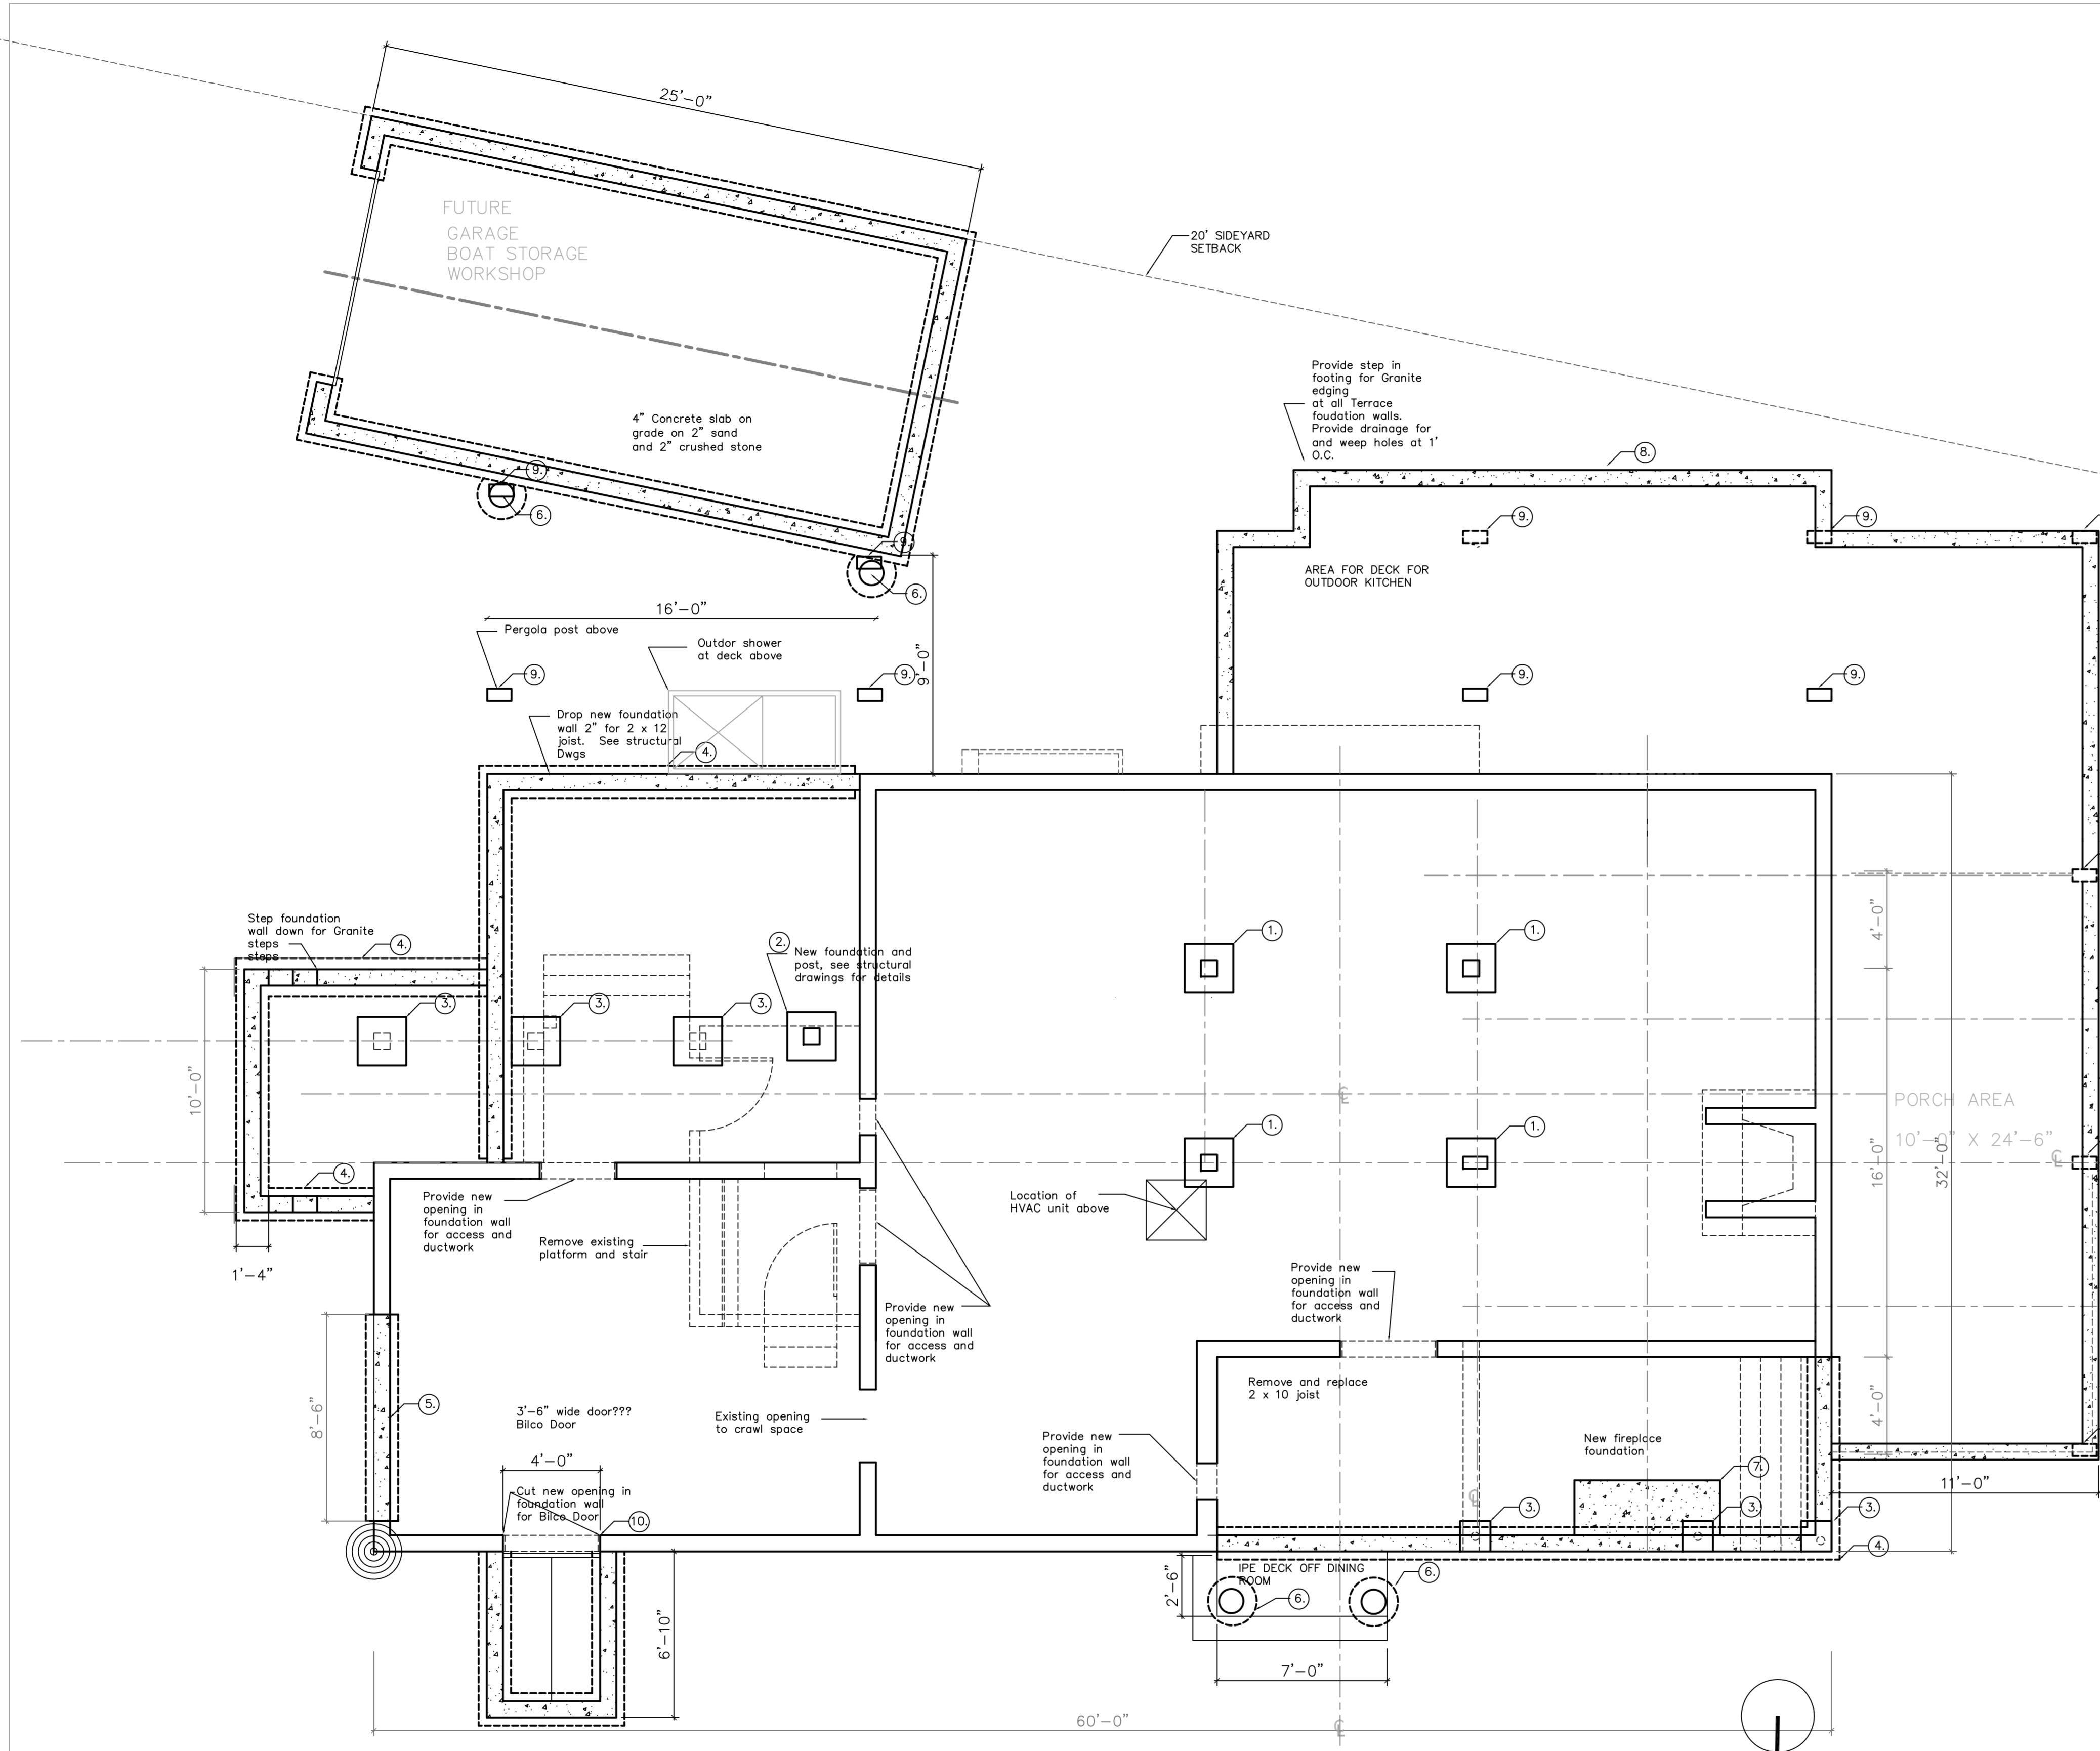 25'-0"
FUTURE
GARAGE
BOAT STORAGE
WORKSHOP
20' SIDEYARD
SETBACK
4" Concrete slab on
grade on 2" sand
and 2" crushed stone
Provide step in
footing for Granite
edging
at all Terrace
foudation walls.
Provide drainage for
and weep holes at 1'
O.C.
8.
9.
6.
9.
9.
9.
6.
AREA FOR DECK FOR
OUTDOOR KITCHEN
16'-0"
Pergola post above
Outdor shower
at deck above
9'-0"
9.
9.
9.
9.
Drop new foundation
wall 2" for 2 x 12
joist. See structural
Dwgs
4.
Step foundation
wall down for Granite
steps
steps
4.
2.
New foundation and
post, see structural
drawings for details
1.
1.
4'-0"
3.
3.
3.
10'-0"
PORCH AREA
10'-0" X 24'-6"
1.
1.
16'-0"
32'-0"
4.
Provide new
opening in
foundation wall
for access and
ductwork
Remove existing
platform and stair
Location of
HVAC unit above
1'-4"
Provide new
opening in
foundation wall
for access and
ductwork
Provide new
opening in
foundation wall
for access and
ductwork
Remove and replace
2 x 10 joist
8'-6"
5.
3'-6" wide door???
Bilco Door
Existing opening
to crawl space
4'-0"
Provide new
opening in
foundation wall
for access and
ductwork
New fireplace
foundation
4'-0"
7.
11'-0"
Cut new opening in
foundation wall
for Bilco Door
10.
3.
3.
3.
4.
IPE DECK OFF DINING
ROOM
2'-6"
6.
6.
6'-10"
7'-0"
60'-0"